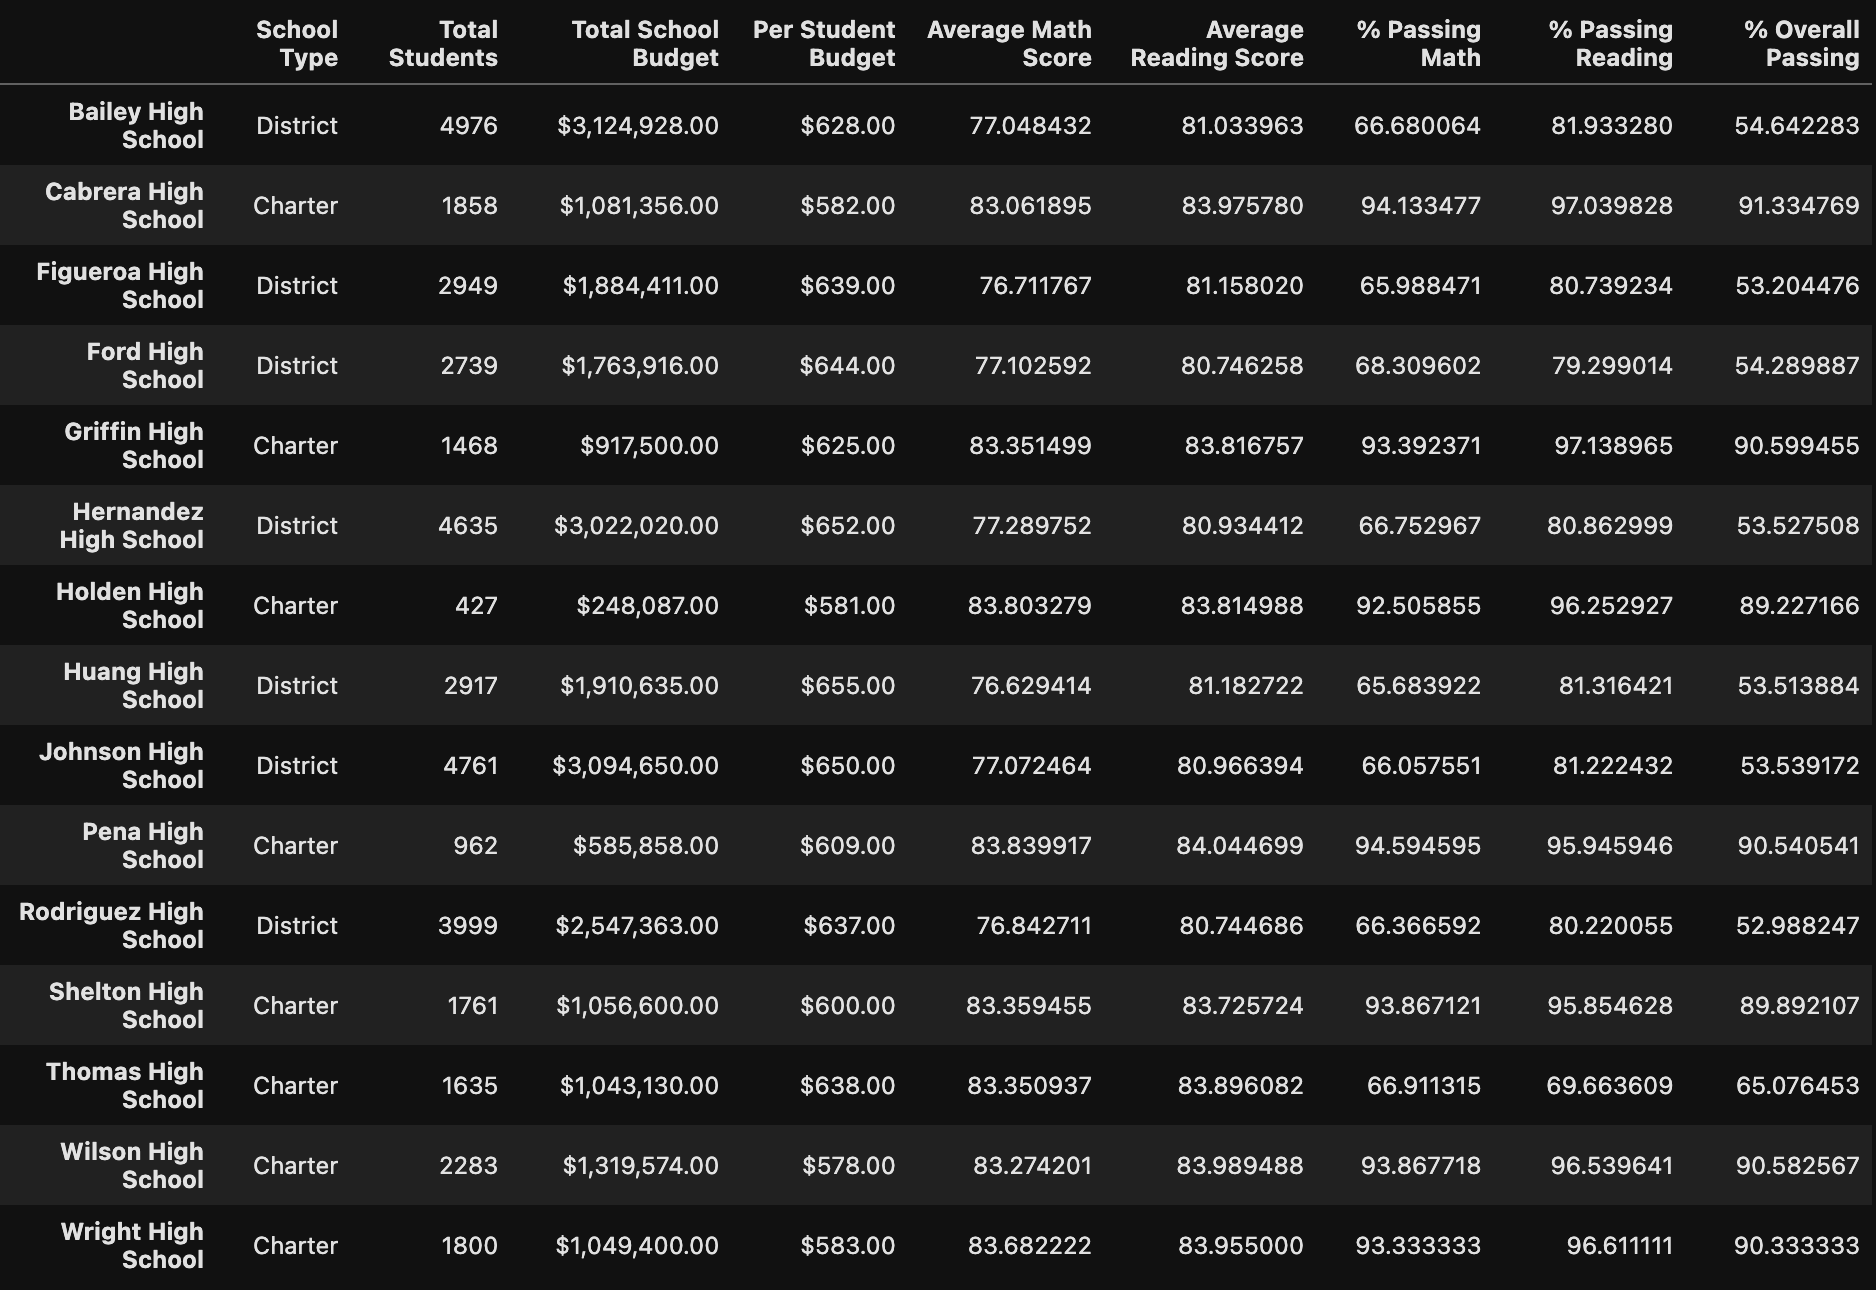 School Type Total Students Total School Budget Per Student Budget Average Math Score Average Reading Score % Passing Math % Passing Reading % Overall Passing
Bailey High School District 4976 $3,124,928.00 $628.00 77.048432 81.033963 66.680064 81.933280 54.642283
Cabrera High School Charter 1858 $1,081,356.00 $582.00 83.061895 83.975780 94.133477 97.039828 91.334769
Figueroa High School District 2949 $1,884,411.00 $639.00 76.711767 81.158020 65.988471 80.739234 53.204476
Ford High School District 2739 $1,763,916.00 $644.00 77.102592 80.746258 68.309602 79.299014 54.289887
Griffin High School Charter 1468 $917,500.00 $625.00 83.351499 83.816757 93.392371 97.138965 90.599455
Hernandez High School District 4635 $3,022,020.00 $652.00 77.289752 80.934412 66.752967 80.862999 53.527508
Holden High School Charter 427 $248,087.00 $581.00 83.803279 83.814988 92.505855 96.252927 89.227166
Huang High School District 2917 $1,910,635.00 $655.00 76.629414 81.182722 65.683922 81.316421 53.513884
Johnson High School District 4761 $3,094,650.00 $650.00 77.072464 80.966394 66.057551 81.222432 53.539172
Pena High School Charter 962 $585,858.00 $609.00 83.839917 84.044699 94.594595 95.945946 90.540541
Rodriguez High School District 3999 $2,547,363.00 $637.00 76.842711 80.744686 66.366592 80.220055 52.988247
Shelton High School Charter 1761 $1,056,600.00 $600.00 83.359455 83.725724 93.867121 95.854628 89.892107
Thomas High School Charter 1635 $1,043,130.00 $638.00 83.350937 83.896082 66.911315 69.663609 65.076453
Wilson High School Charter 2283 $1,319,574.00 $578.00 83.274201 83.989488 93.867718 96.539641 90.582567
Wright High School Charter 1800 $1,049,400.00 $583.00 83.682222 83.955000 93.333333 96.611111 90.333333